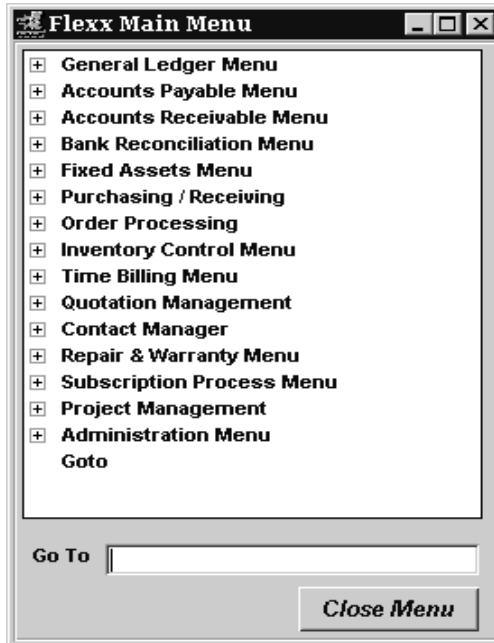 Flexx Main Menu
General Ledger Menu
Accounts Payable Menu
Accounts Receivable Menu
Bank Reconciliation Menu
Fixed Assets Menu
Purchasing / Receiving
Order Processing
Inventory Control Menu
Time Billing Menu
Quotation Management
Contact Manager
Repair & Warranty Menu
Subscription Process Menu
Project Management
Administration Menu
Goto
Go To
Close Menu